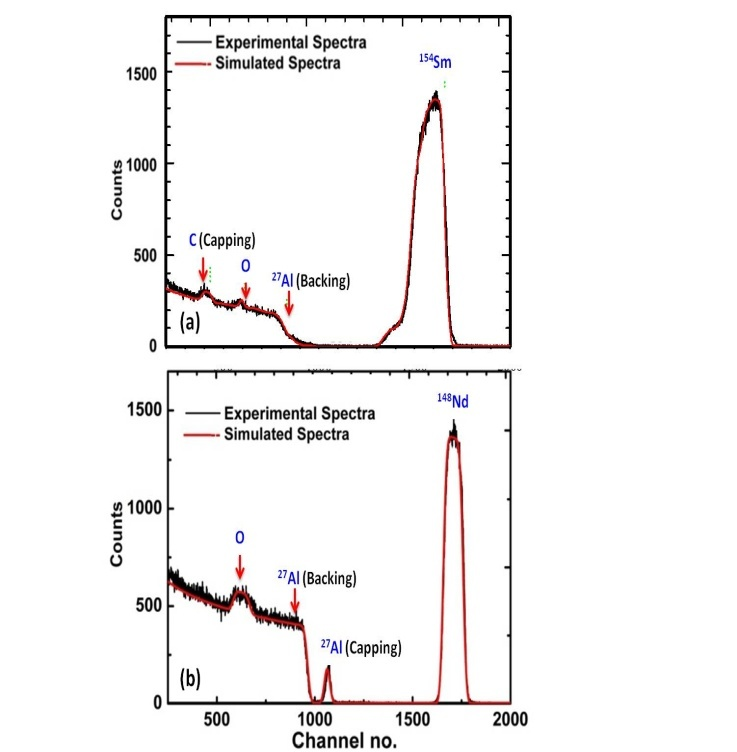 Experimental Spectra
Simulated Spectra
¹⁵⁴Sm
1500
1000
500
0
Counts
C (Capping)
O
²⁷Al (Backing)
(a)
Experimental Spectra
Simulated Spectra
¹⁴⁸Nd
1500
1000
500
0
Counts
O
²⁷Al (Backing)
²⁷Al (Capping)
(b)
500 1000 1500 2000
Channel no.